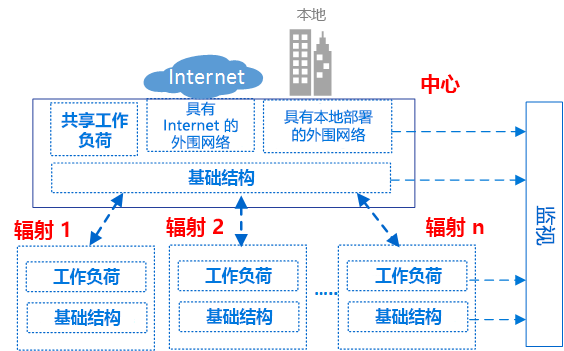 本地
Internet
中心
共享工作
负荷
具有
Internet 的
外围网络
具有本地部署
的外围网络
基础结构
监视
辐射 1
辐射 2
辐射 n
工作负荷
基础结构
工作负荷
基础结构
.....
工作负荷
基础结构